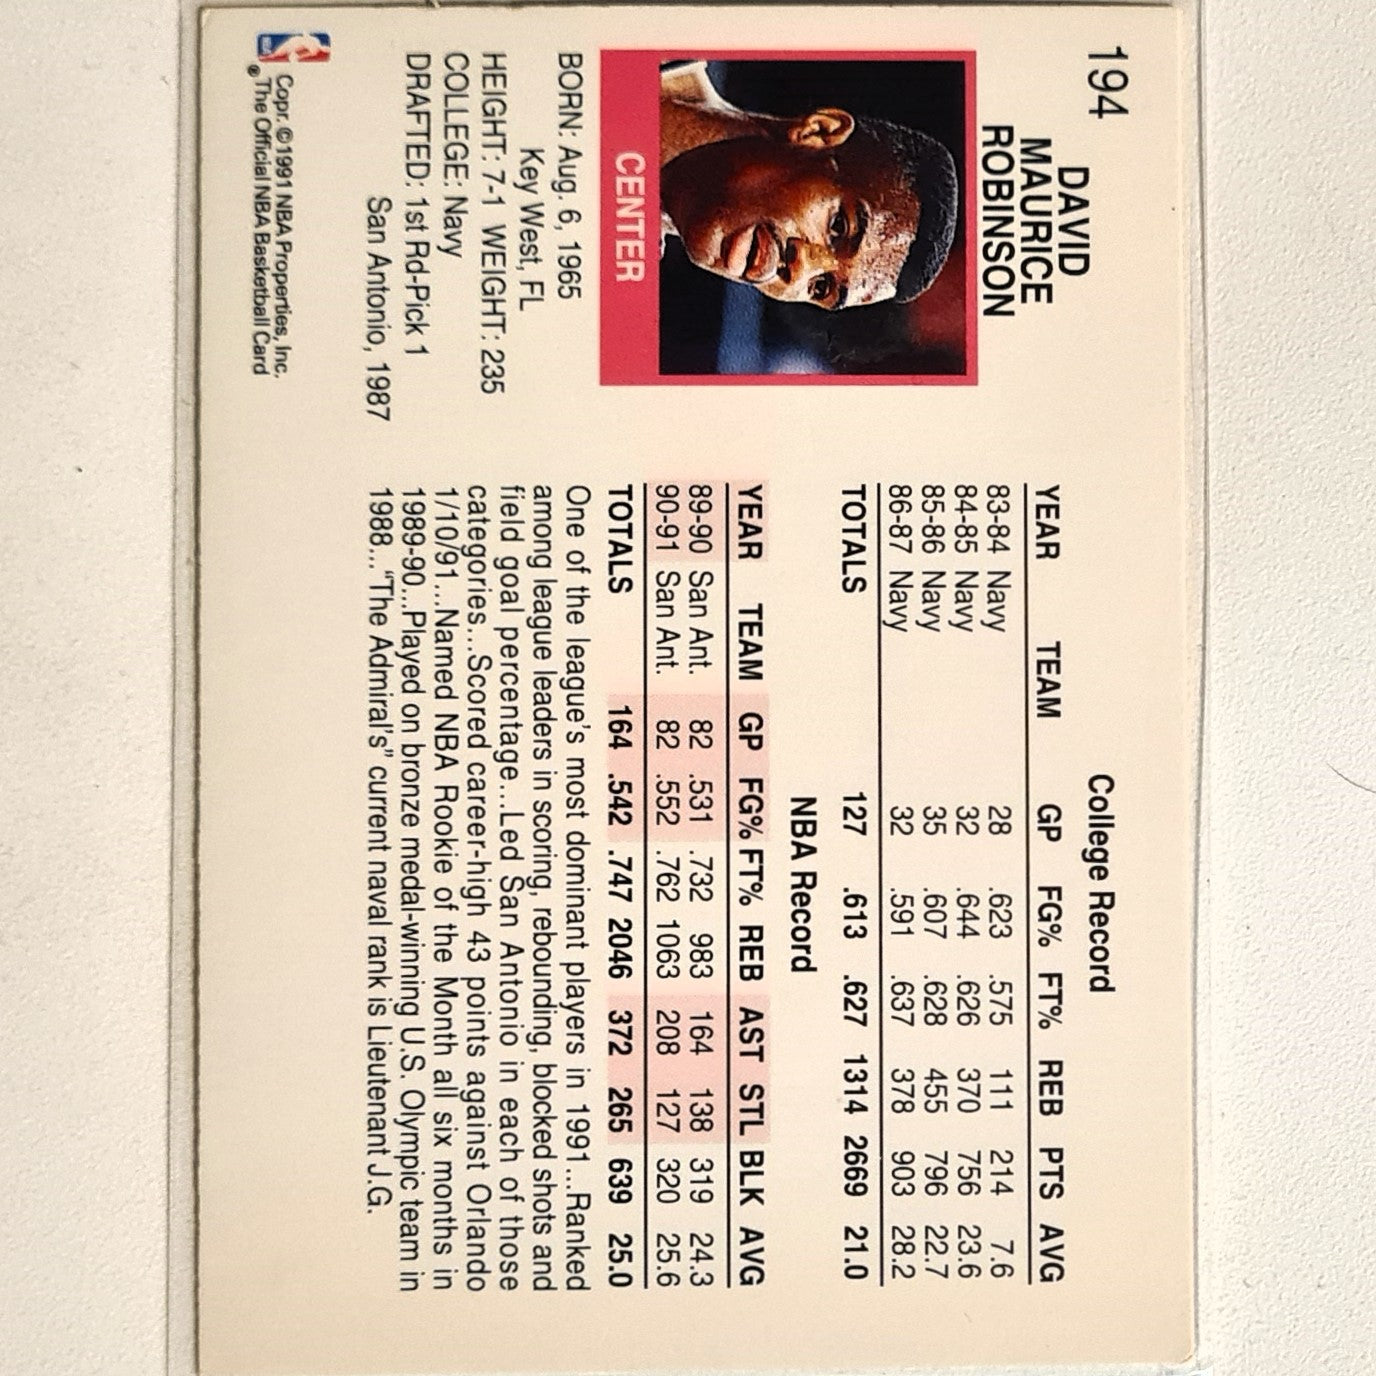 194
DAVID
MAURICE
ROBINSON
CENTER
BORN: Aug. 6, 1965
Key West, FL
HEIGHT: 7-1 WEIGHT: 235
COLLEGE: Navy
DRAFTED: 1st Rd-Pick 1
San Antonio, 1987
Copr. ©1991 NBA Properties, Inc.
®The Official NBA Basketball Card
College Record
YEAR TEAM GP FG% FT% REB PTS AVG
83-84 Navy 28 .623 .575 111 214 7.6
84-85 Navy 32 .644 .626 370 756 23.6
85-86 Navy 35 .607 .628 455 796 22.7
86-87 Navy 32 .591 .637 378 903 28.2
TOTALS 127 .613 .627 1314 2669 21.0
NBA Record
YEAR TEAM GP FG% FT% REB AST STL BLK AVG
89-90 San Ant. 82 .531 .732 983 164 138 319 24.3
90-91 San Ant. 82 .552 .762 1063 208 127 320 25.6
TOTALS 164 .542 .747 2046 372 265 639 25.0
One of the league's most dominant players in 1991...Ranked
among league leaders in scoring, rebounding, blocked shots and
field goal percentage...Led San Antonio in each of those
categories...Scored career-high 43 points against Orlando
1/10/91...Named NBA Rookie of the Month all six months in
1989-90...Played on bronze medal-winning U.S. Olympic team in
1988... "The Admiral's" current naval rank is Lieutenant J.G.